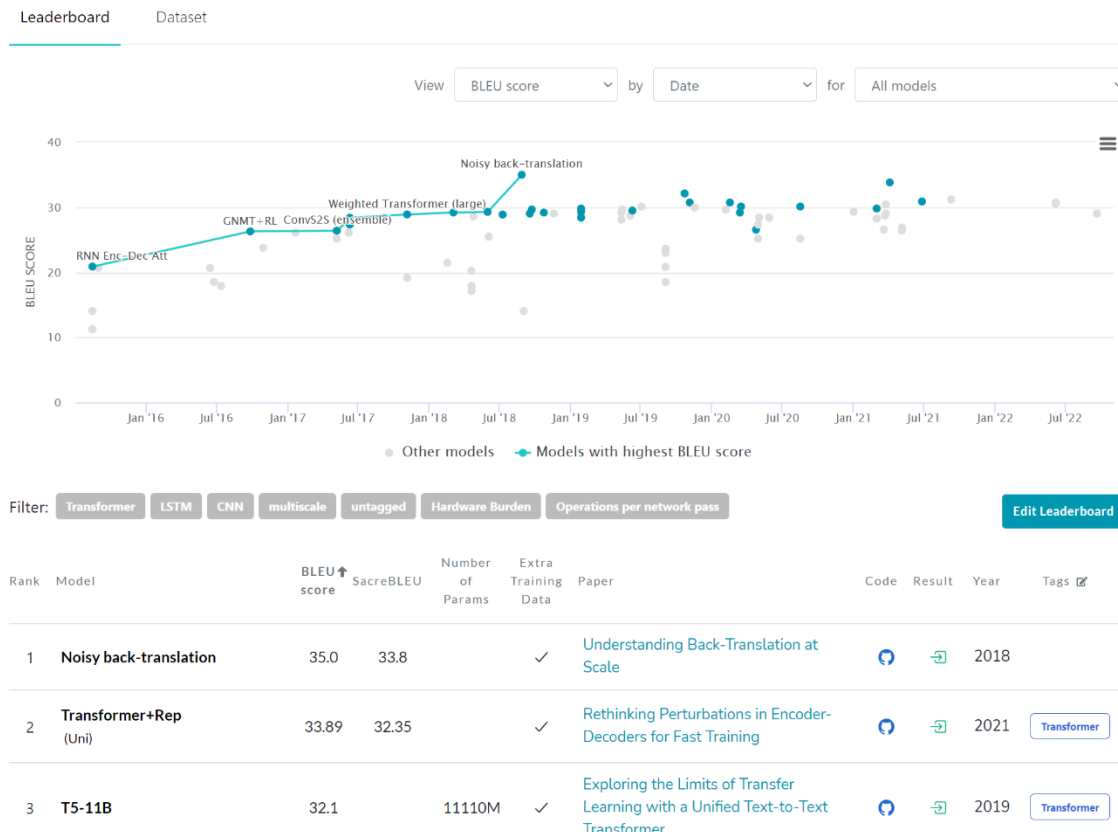 Leaderboard Dataset
View BLEU score by Date for All models
40
Noisy back-translation
Weighted Transformer (large)
30
GNMT+RL ConvS2S (ensemble)
RNN Enc-Dec Att
20
10
0
BLEU SCORE
Jan '16 Jul '16 Jan '17 Jul '17 Jan '18 Jul '18 Jan '19 Jul '19 Jan '20 Jul '20 Jan '21 Jul '21 Jan '22 Jul '22
Other models Models with highest BLEU score
Filter: Transformer LSTM CNN multiscale untagged Hardware Burden Operations per network pass
Edit Leaderboard
Rank Model BLEU score SacreBLEU Number of Params Extra Training Data Paper Code Result Year Tags
1 Noisy back-translation 35.0 33.8 ✓ Understanding Back-Translation at
Scale 2018
2 Transformer+Rep
(Uni) 33.89 32.35 ✓ Rethinking Perturbations in Encoder-
Decoders for Fast Training 2021 Transformer
3 T5-11B 32.1 11110M ✓ Exploring the Limits of Transfer
Learning with a Unified Text-to-Text
Transformer 2019 Transformer